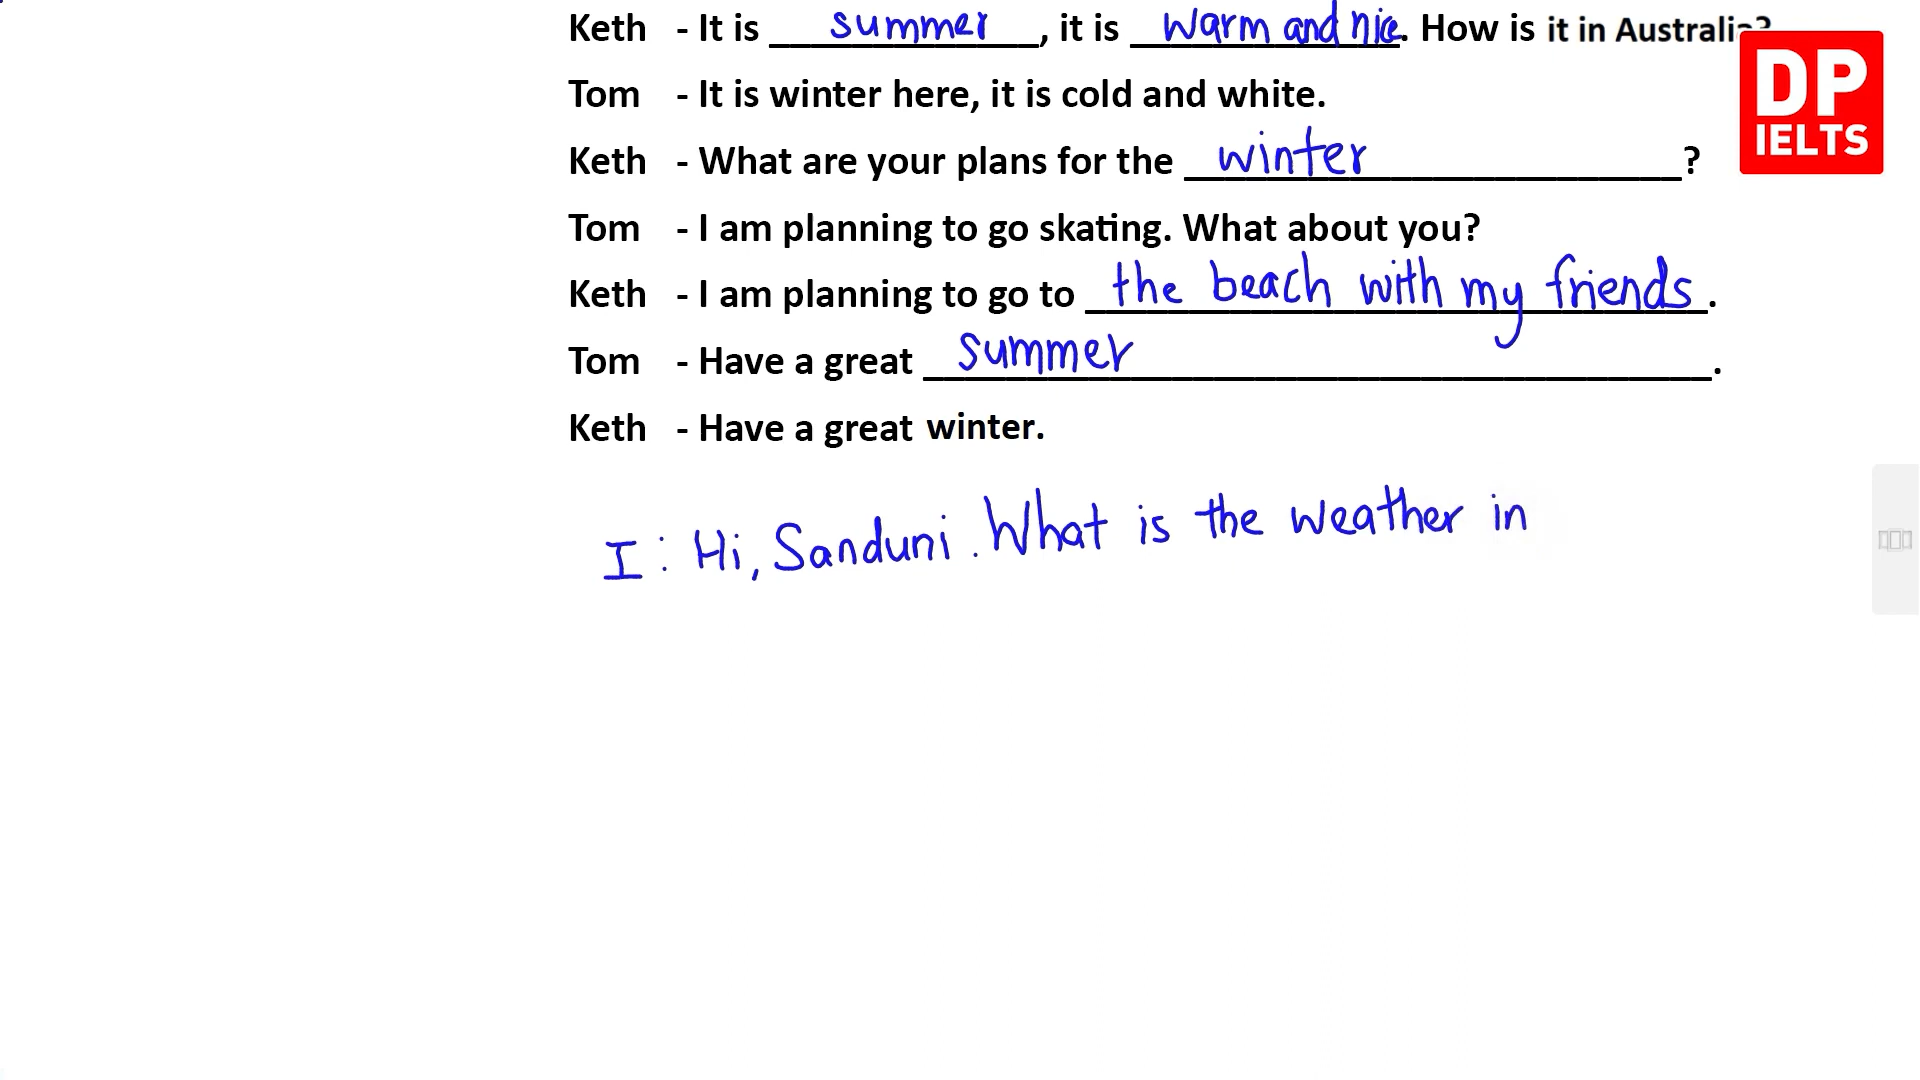 Keth - It is summer, it is warm and nice. How is it in Australia?
DP
IELTS
Tom - It is winter here, it is cold and white.
Keth - What are your plans for the winter?
Tom - I am planning to go skating. What about you?
Keth - I am planning to go to the beach with my friends.
Tom - Have a great summer.
Keth - Have a great winter.
I : Hi, Sanduni. What is the weather in